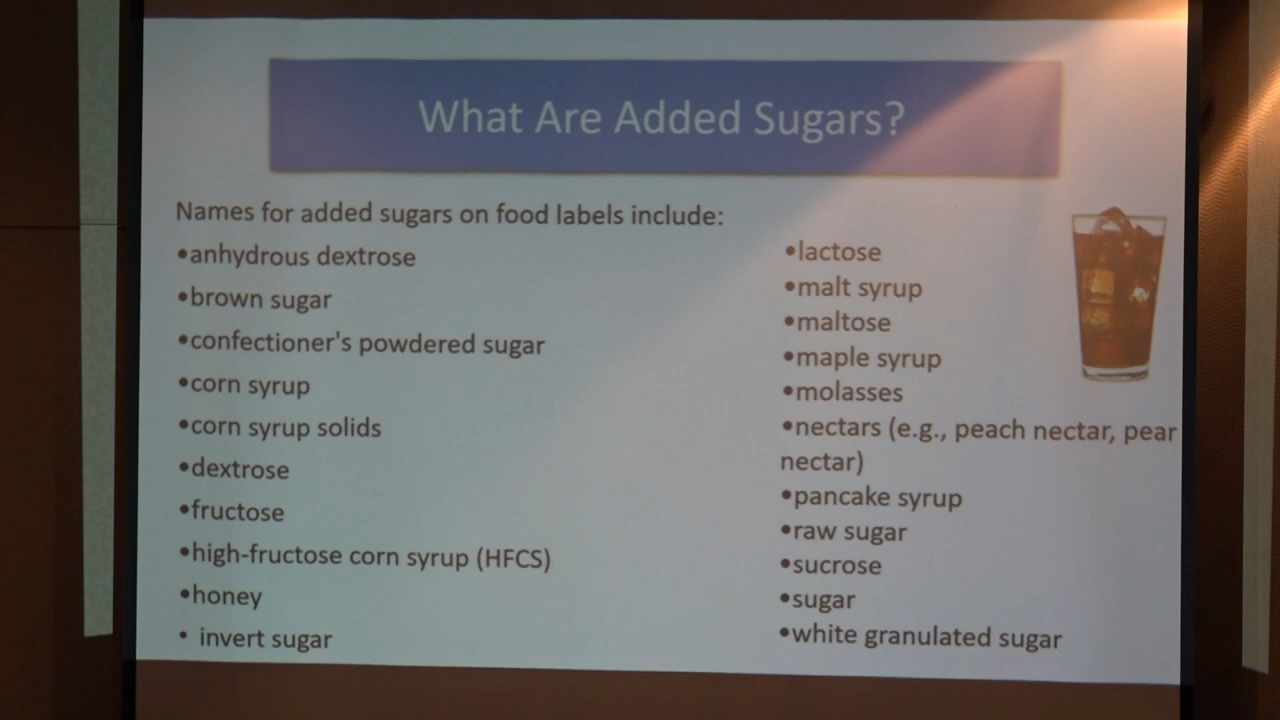 What Are Added Sugars?
Names for added sugars on food labels include:
•anhydrous dextrose
•brown sugar
•confectioner's powdered sugar
•corn syrup
•corn syrup solids
•dextrose
•fructose
•high-fructose corn syrup (HFCS)
•honey
• invert sugar
•lactose
•malt syrup
•maltose
•maple syrup
•molasses
•nectars (e.g., peach nectar, pear
nectar)
•pancake syrup
•raw sugar
•sucrose
•sugar
•white granulated sugar